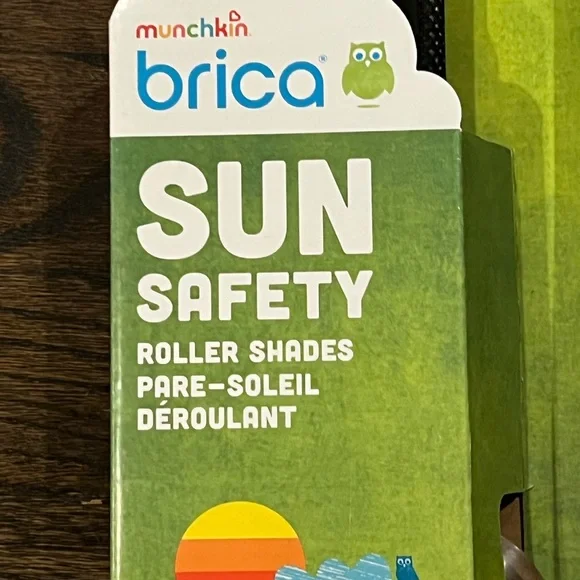 munchkin
brica®
SUN
SAFETY
ROLLER SHADES
PARE-SOLEIL
DÉROULANT